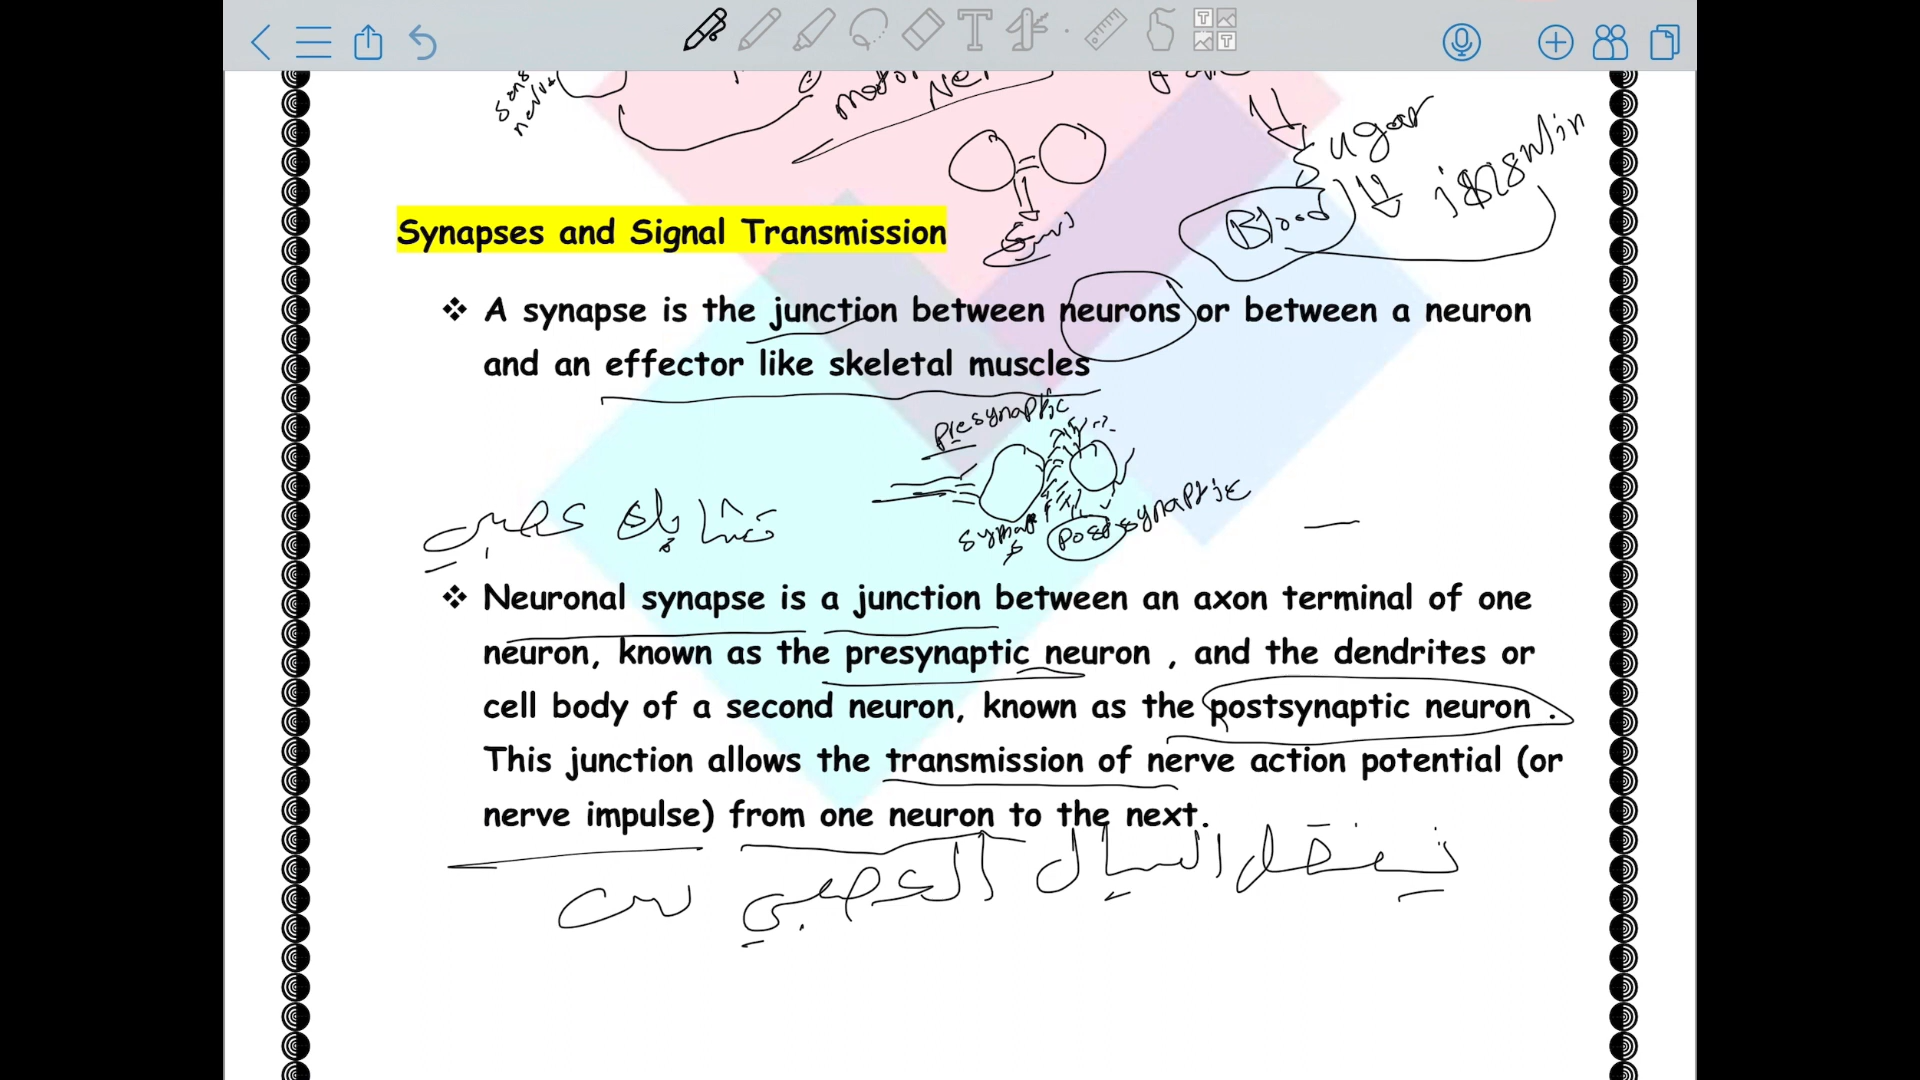 motor
Sugar
Blood
Synapses and Signal Transmission
❖ A synapse is the junction between neurons or between a neuron
and an effector like skeletal muscles
presynaptic
postsynaptic
تشابك عصبي
❖ Neuronal synapse is a junction between an axon terminal of one
neuron, known as the presynaptic neuron , and the dendrites or
cell body of a second neuron, known as the postsynaptic neuron .
This junction allows the transmission of nerve action potential (or
nerve impulse) from one neuron to the next.
السيال العصبي من